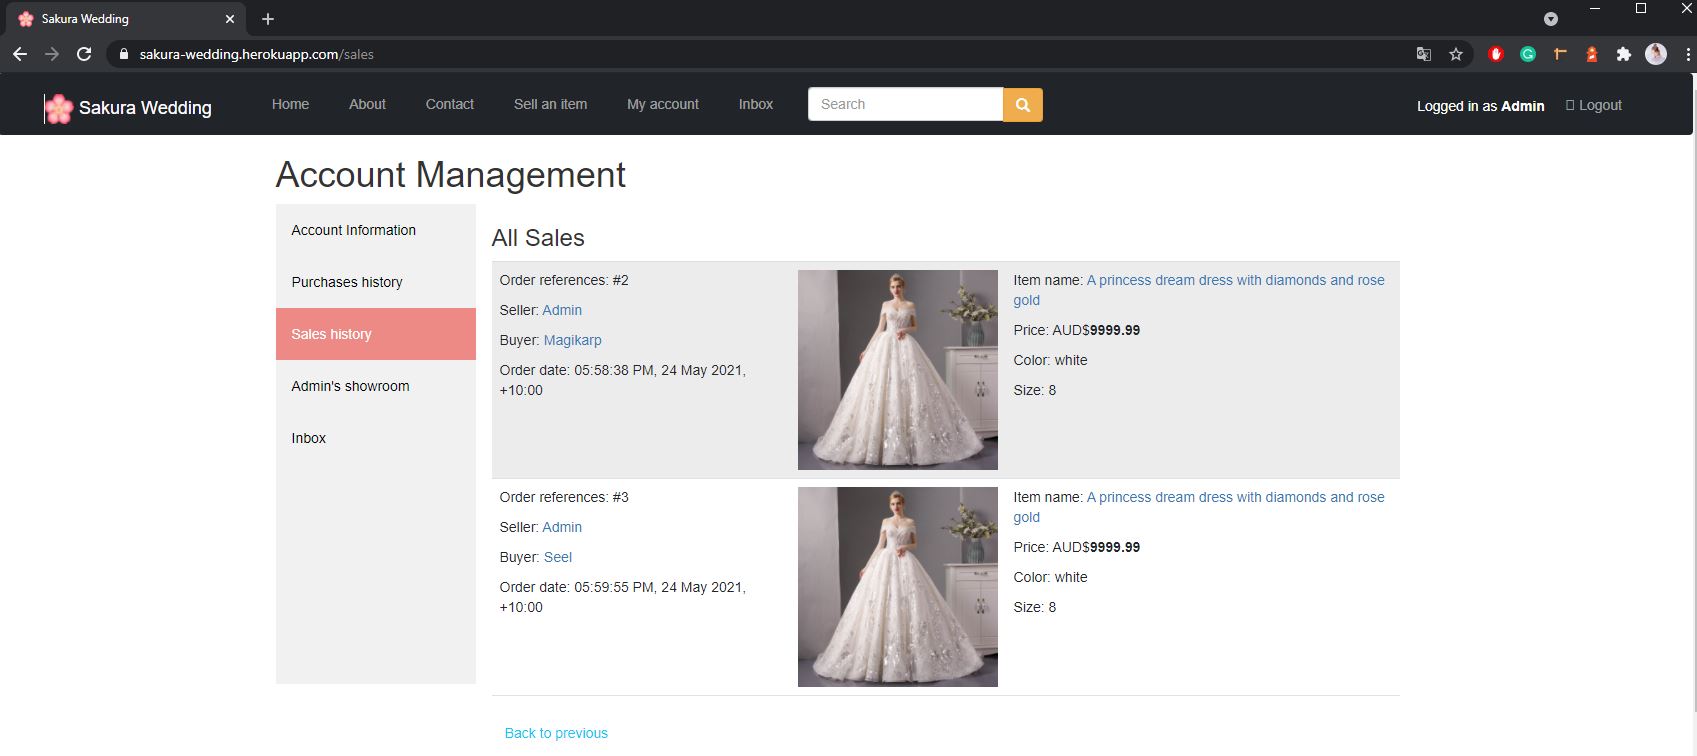 Sakura Wedding
sakura-wedding.herokuapp.com/sales
Sakura Wedding
Home
About
Contact
Sell an item
My account
Inbox
Search
Logged in as Admin
Logout
Account Management
Account Information
Purchases history
Sales history
Admin's showroom
Inbox
All Sales
Order references: #2
Seller: Admin
Buyer: Magikarp
Order date: 05:58:38 PM, 24 May 2021,
+10:00
Item name: A princess dream dress with diamonds and rose
gold
Price: AUD$9999.99
Color: white
Size: 8
Order references: #3
Seller: Admin
Buyer: Seel
Order date: 05:59:55 PM, 24 May 2021,
+10:00
Item name: A princess dream dress with diamonds and rose
gold
Price: AUD$9999.99
Color: white
Size: 8
Back to previous